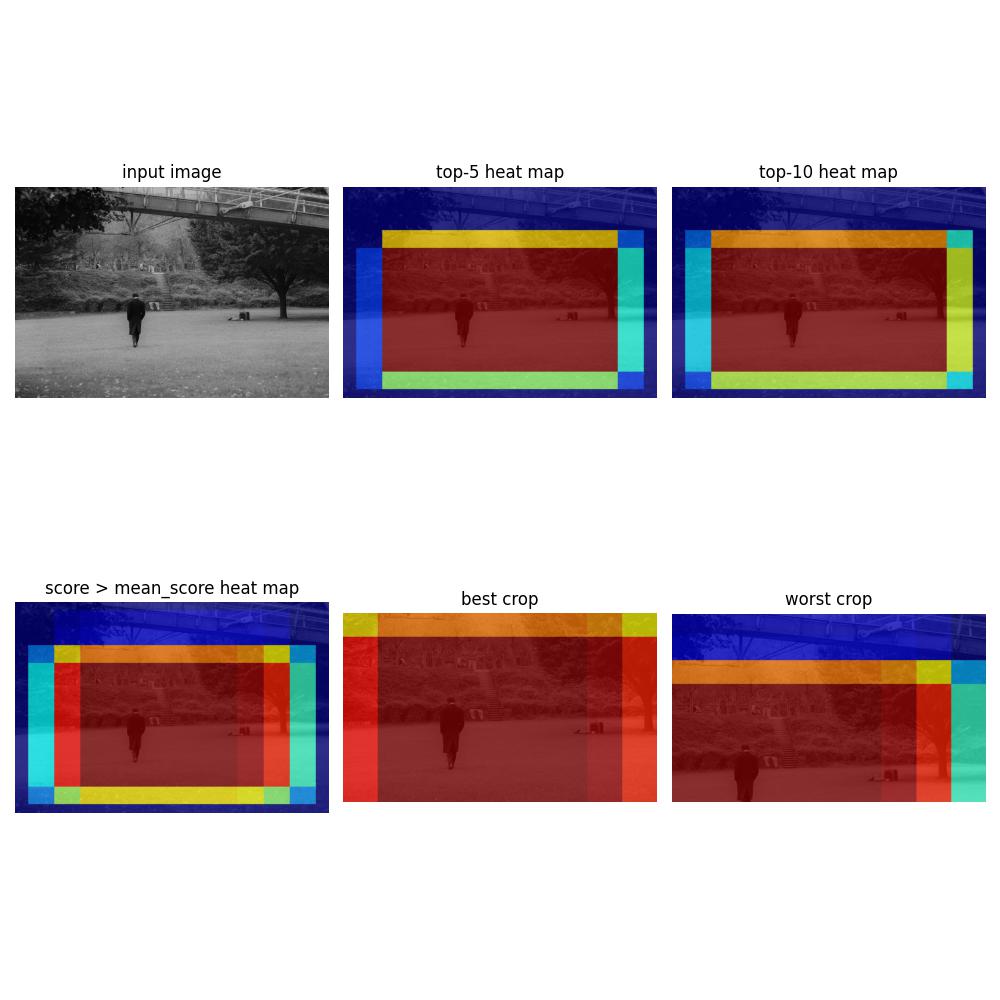 input image
top-5 heat map
top-10 heat map
score > mean_score heat map
best crop
worst crop